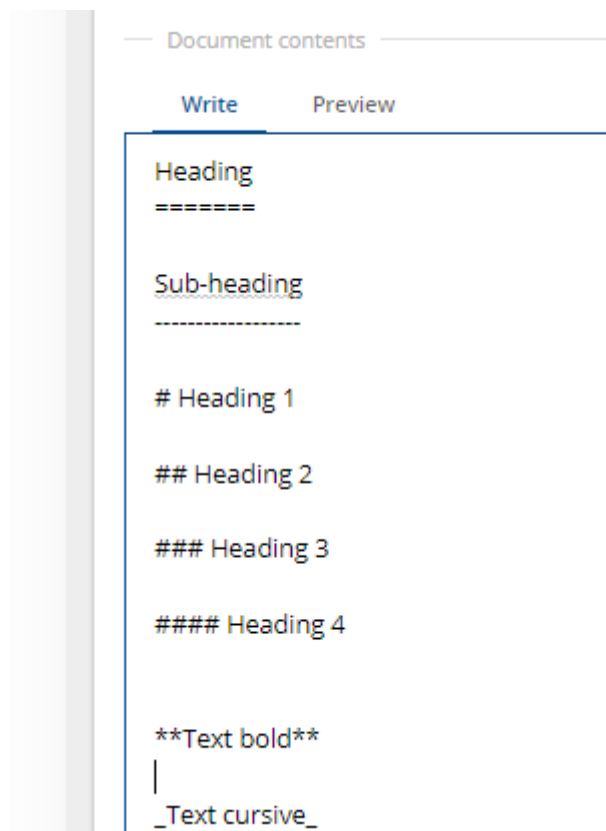 Document contents
Write Preview
Heading
=======
Sub-heading
------------------
# Heading 1
## Heading 2
### Heading 3
#### Heading 4
**Text bold**
_Text cursive_